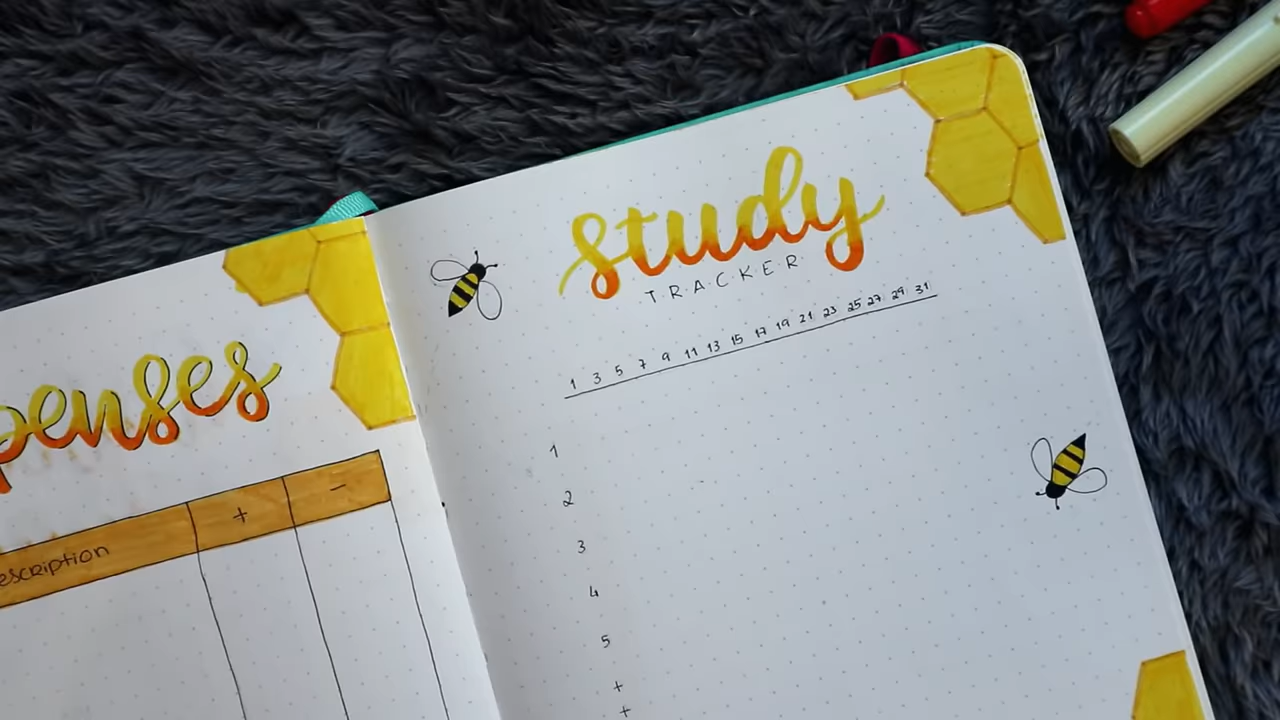 penses
+ −
escription
study
TRACKER
1 3 5 7 9 11 13 15 17 19 21 23 25 27 29 31
1
2
3
4
5
+
+